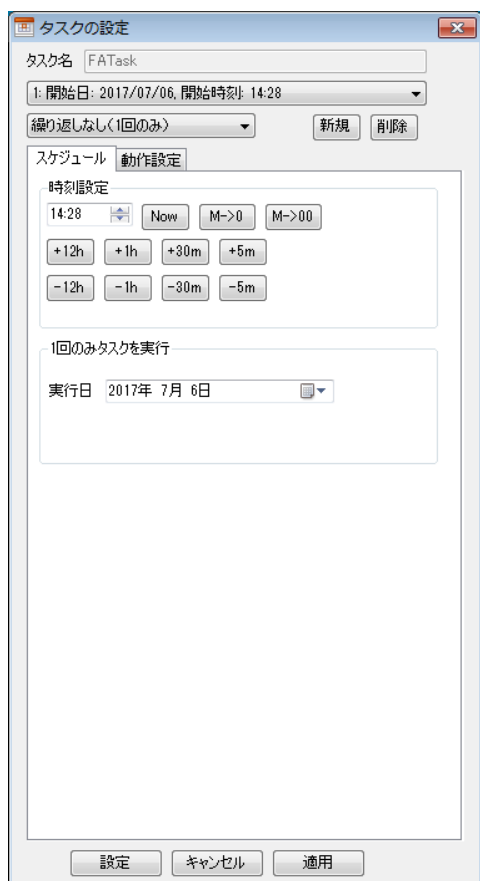 タスクの設定
タスク名 FATask
1: 開始日: 2017/07/06, 開始時刻: 14:28
繰り返しなし(1回のみ) 新規 削除
スケジュール 動作設定
時刻設定
14:28 Now M->0 M->00
+12h +1h +30m +5m
-12h -1h -30m -5m
1回のみタスクを実行
実行日 2017年 7月 6日
設定 キャンセル 適用